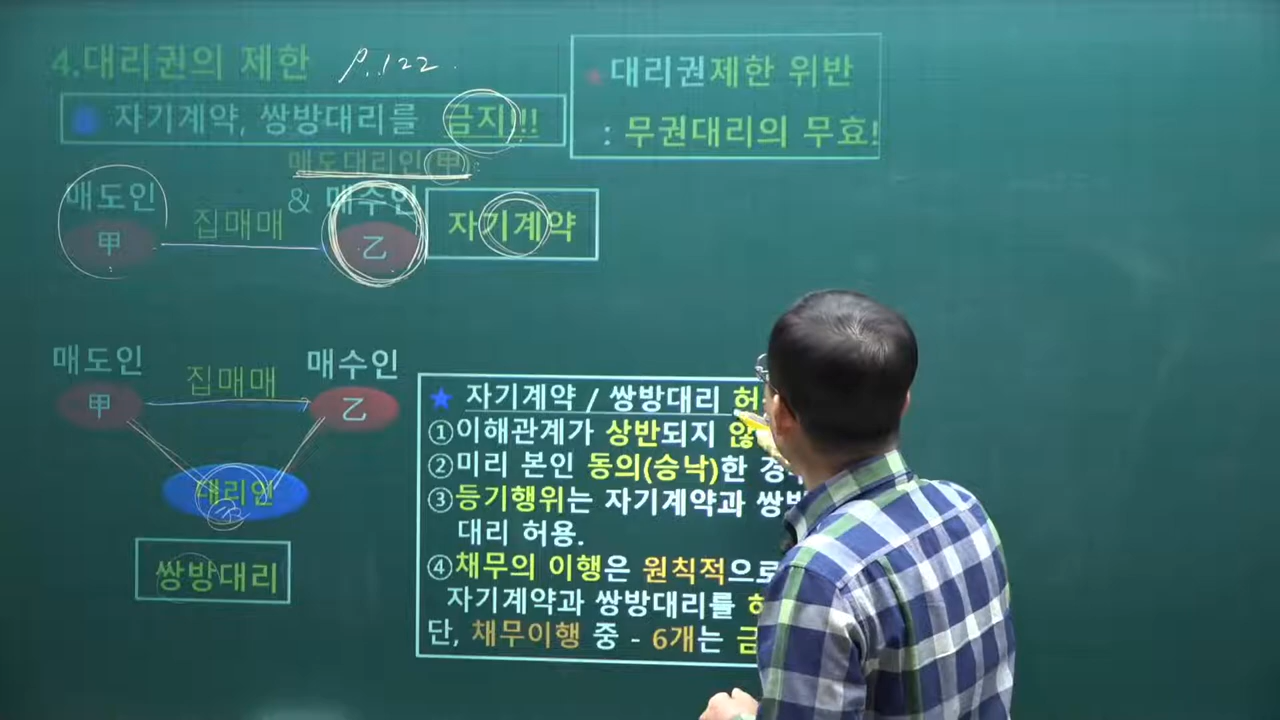 4.대리권의 제한 p.122.
자기계약, 쌍방대리를 금지!!!
대리권제한 위반
: 무권대리의 무효!
매도대리인 甲
매도인 & 매수인
甲 집매매 乙
자기계약
매도인 집매매 매수인
甲 乙
대리인
쌍방대리
★ 자기계약 / 쌍방대리
①이해관계가 상반되지
②미리 본인 동의(승낙)한
③등기행위는 자기계약과
대리 허용.
④채무의 이행은 원칙적으로
자기계약과 쌍방대리를
단, 채무이행 중 - 6개는